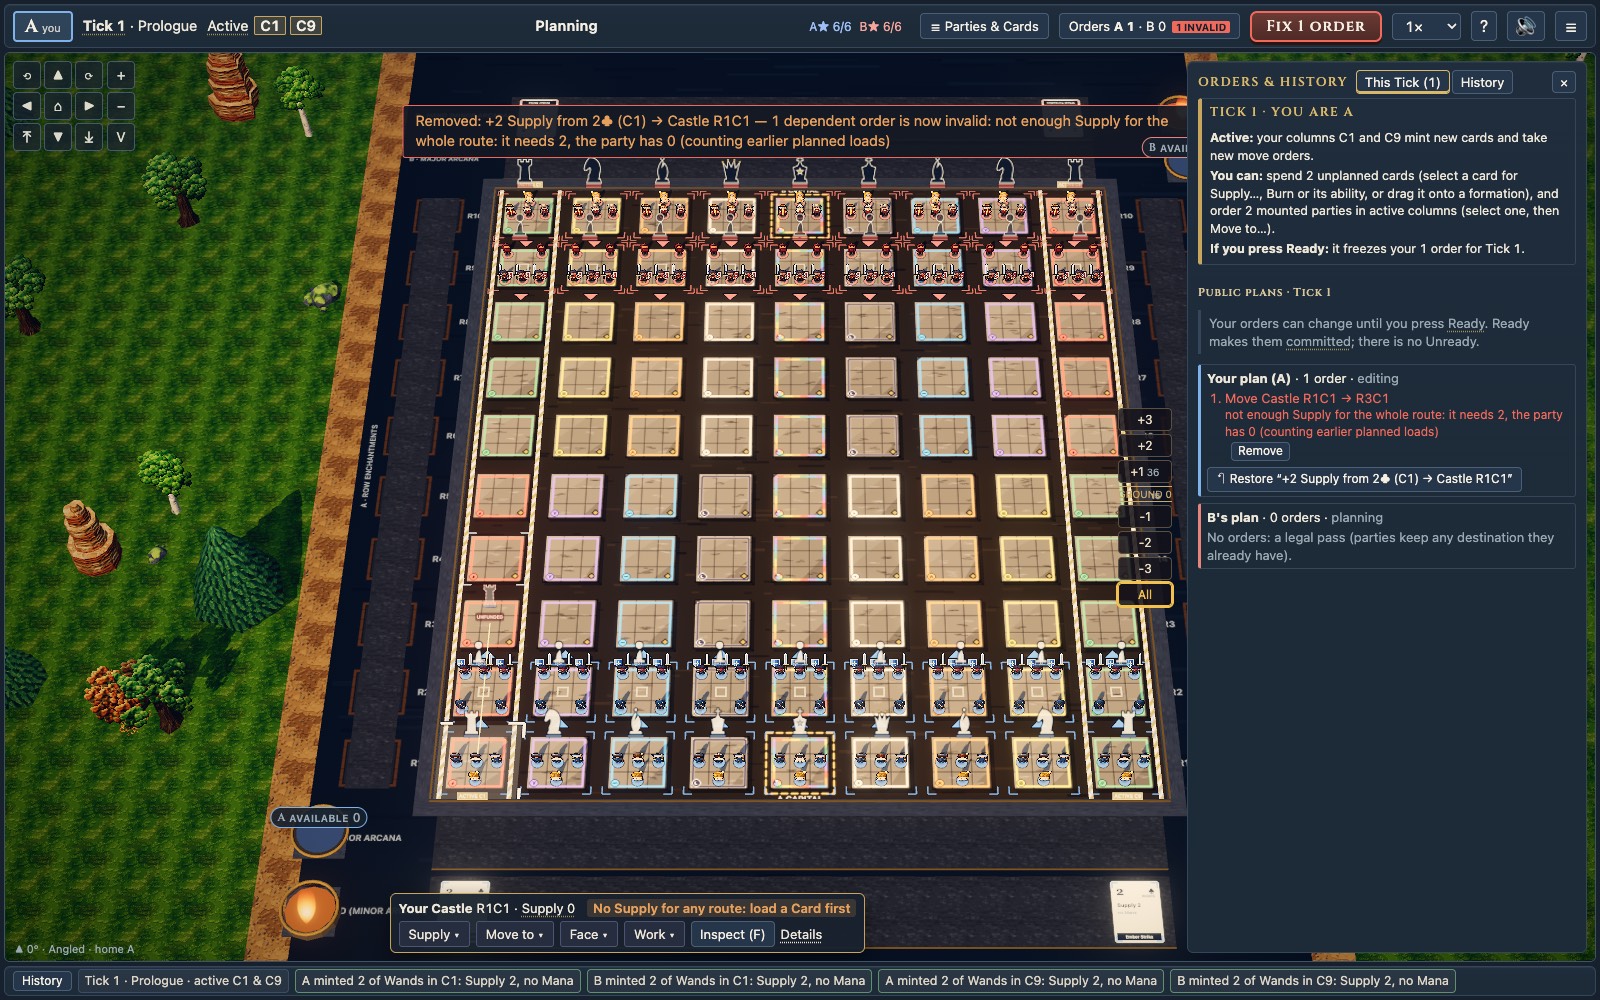 A you
Tick 1 · Prologue Active C1 C9
Planning
A★ 6/6 B★ 6/6
≡ Parties & Cards
Orders A 1 · B 0 1 INVALID
FIX 1 ORDER
1×
?
V
Removed: +2 Supply from 2♣ (C1) → Castle R1C1 — 1 dependent order is now invalid: not enough Supply for the
whole route: it needs 2, the party has 0 (counting earlier planned loads)
B - MAJOR ARCANA
ORDERS & HISTORY This Tick (1) History ×
TICK 1 · YOU ARE A
Active: your columns C1 and C9 mint new cards and take
new move orders.
You can: spend 2 unplanned cards (select a card for
Supply..., Burn or its ability, or drag it onto a formation), and
order 2 mounted parties in active columns (select one, then
Move to...).
If you press Ready: it freezes your 1 order for Tick 1.
PUBLIC PLANS · TICK 1
Your orders can change until you press Ready. Ready
makes them committed; there is no Unready.
Your plan (A) · 1 order · editing
1. Move Castle R1C1 → R3C1
not enough Supply for the whole route: it needs 2, the party
has 0 (counting earlier planned loads)
Remove
↰ Restore “+2 Supply from 2♣ (C1) → Castle R1C1”
B's plan · 0 orders · planning
No orders: a legal pass (parties keep any destination they
already have).
A - ROW ENCHANTMENTS
+3
+2
+1 36
-1
-2
-3
All
UNFUNDED
A CAPITAL
A AVAILABLE 0
OR ARCANA
2
Supply 2
Your Castle R1C1 · Supply 0 No Supply for any route: load a Card first
Supply ▾ Move to ▾ Face ▾ Work ▾ Inspect (F) Details
▲ 0° · Angled · home A
History
Tick 1 · Prologue · active C1 & C9
A minted 2 of Wands in C1: Supply 2, no Mana
B minted 2 of Wands in C1: Supply 2, no Mana
A minted 2 of Wands in C9: Supply 2, no Mana
B minted 2 of Wands in C9: Supply 2, no Mana